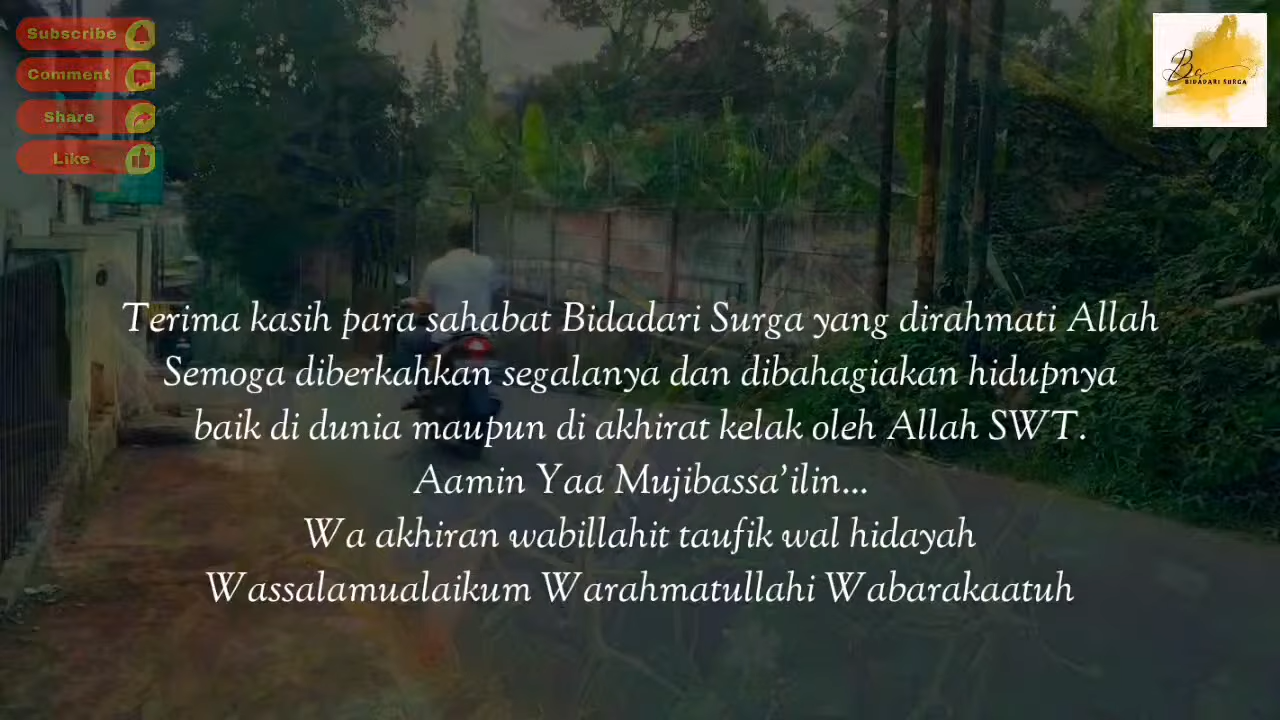 Subscribe
Comment
Share
Like
Bs
BIDADARI SURGA
Terima kasih para sahabat Bidadari Surga yang dirahmati Allah
Semoga diberkahkan segalanya dan dibahagiakan hidupnya
baik di dunia maupun di akhirat kelak oleh Allah SWT.
Aamin Yaa Mujibassa'ilin...
Wa akhiran wabillahit taufik wal hidayah
Wassalamualaikum Warahmatullahi Wabarakaatuh